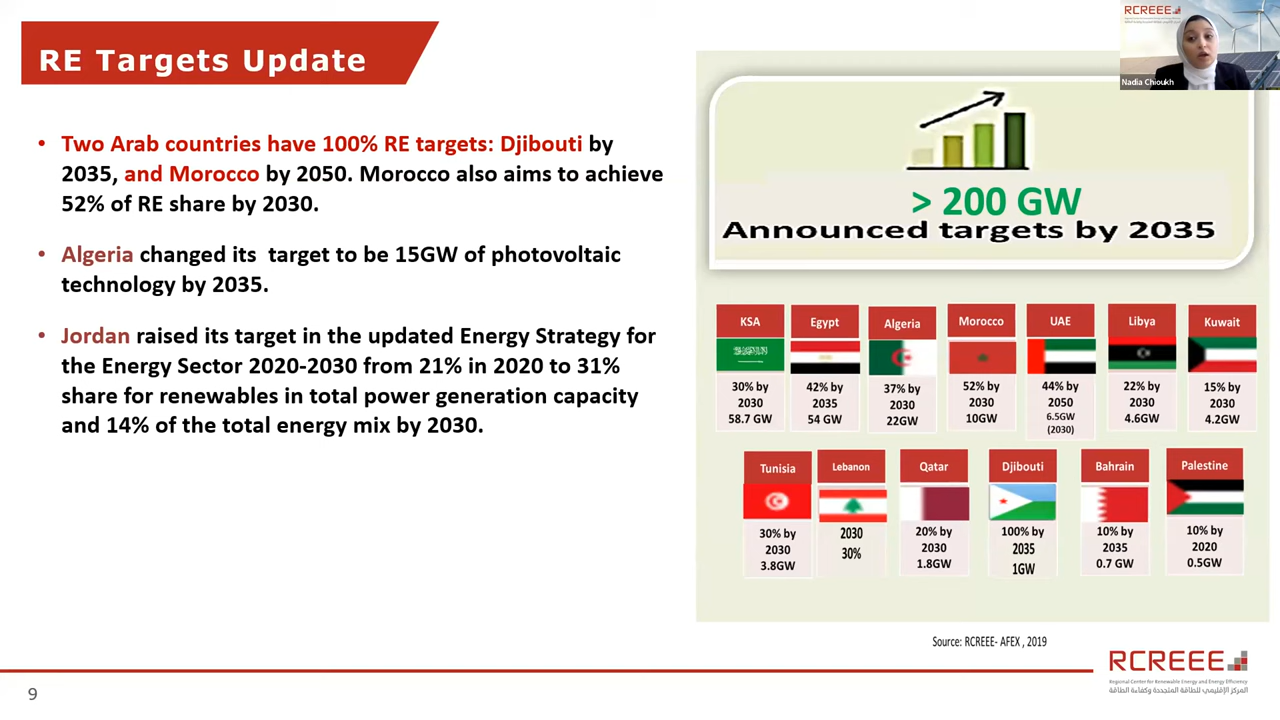 RE Targets Update
• Two Arab countries have 100% RE targets: Djibouti by
2035, and Morocco by 2050. Morocco also aims to achieve
52% of RE share by 2030.
• Algeria changed its target to be 15GW of photovoltaic
technology by 2035.
• Jordan raised its target in the updated Energy Strategy for
the Energy Sector 2020-2030 from 21% in 2020 to 31%
share for renewables in total power generation capacity
and 14% of the total energy mix by 2030.
RCREEE
Nadia Chioukh
> 200 GW
Announced targets by 2035
KSA
30% by
2030
58.7 GW
Egypt
42% by
2035
54 GW
Algeria
37% by
2030
22GW
Morocco
52% by
2030
10GW
UAE
44% by
2050
6.5GW
(2030)
Libya
22% by
2030
4.6GW
Kuwait
15% by
2030
4.2GW
Tunisia
30% by
2030
3.8GW
Lebanon
2030
30%
Qatar
20% by
2030
1.8GW
Djibouti
100% by
2035
1GW
Bahrain
10% by
2035
0.7 GW
Palestine
10% by
2020
0.5GW
Source: RCREEE- AFEX , 2019
RCREEE
Regional Center for Renewable Energy and Energy Efficiency
المركز الإقليمي للطاقة المتجددة وكفاءة الطاقة
9